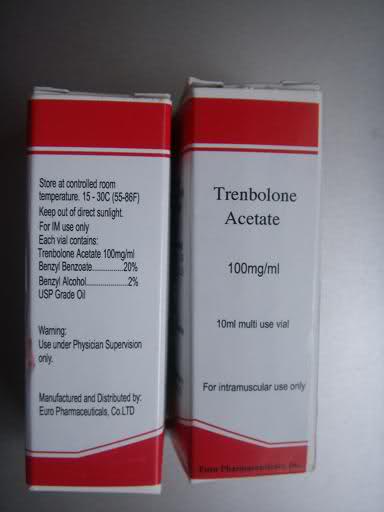 Store at controlled room
temperature. 15 - 30C (55-86F)
Keep out of direct sunlight.
For IM use only
Each vial contains:
Trenbolone Acetate 100mg/ml
Benzyl Benzoate................20%
Benzyl Alcohol.....................2%
USP Grade Oil
Warning:
Use under Physician Supervision
only.
Manufactured and Distributed by:
Euro Pharmaceuticals, Co.LTD
Trenbolone
Acetate
100mg/ml
10ml multi use vial
For intramuscular use only
Euro Pharmaceuticals, Inc.